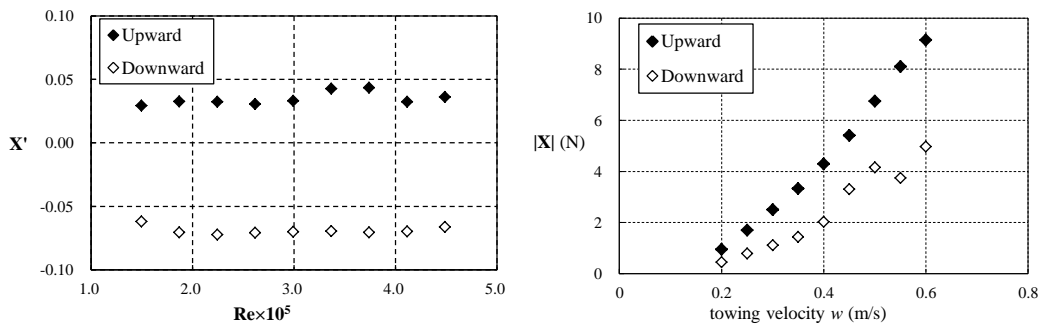 0.10
0.05
0.00
-0.05
-0.10
X'
Upward
Downward
1.0
2.0
3.0
4.0
5.0
Re×10⁵
10
8
6
4
2
0
|X| (N)
Upward
Downward
0
0.2
0.4
0.6
0.8
towing velocity w (m/s)